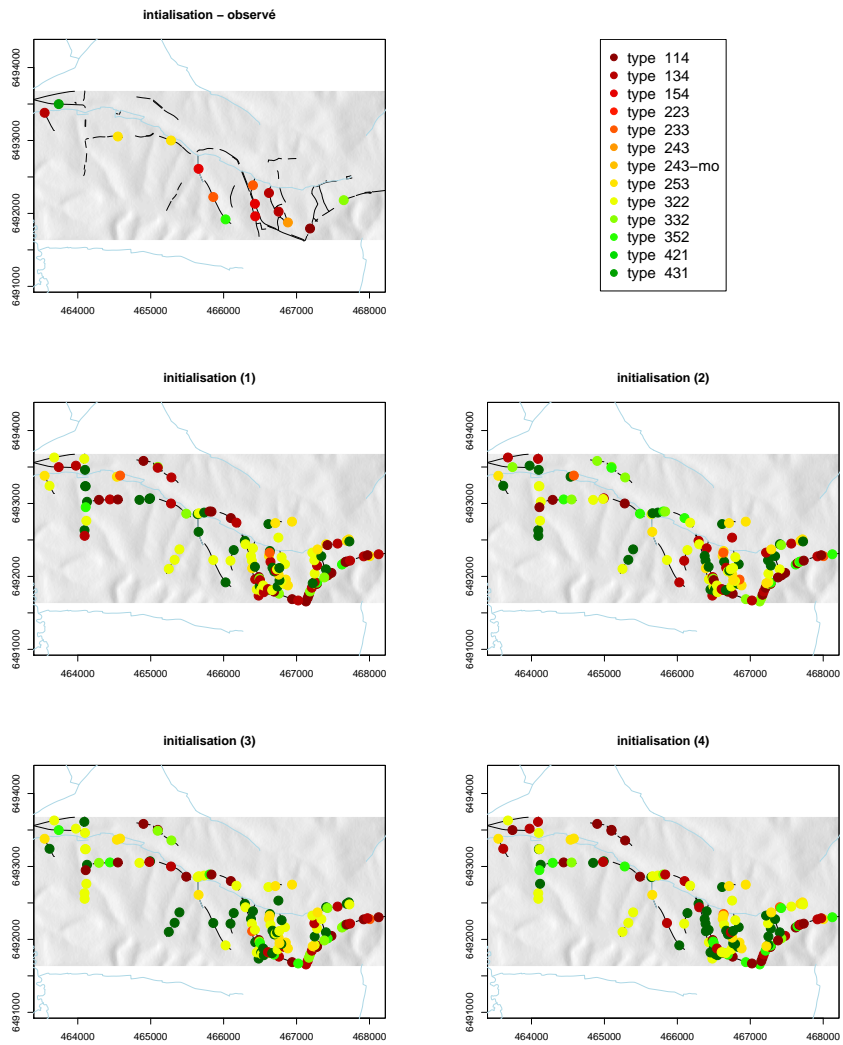 intialisation – observé
6494000
6493000
6492000
6491000
464000 465000 466000 467000 468000
type 114
type 134
type 154
type 223
type 233
type 243
type 243−mo
type 253
type 322
type 332
type 352
type 421
type 431
initialisation (1)
6494000
6493000
6492000
6491000
464000 465000 466000 467000 468000
initialisation (2)
6494000
6493000
6492000
6491000
464000 465000 466000 467000 468000
initialisation (3)
6494000
6493000
6492000
6491000
464000 465000 466000 467000 468000
initialisation (4)
6494000
6493000
6492000
6491000
464000 465000 466000 467000 468000